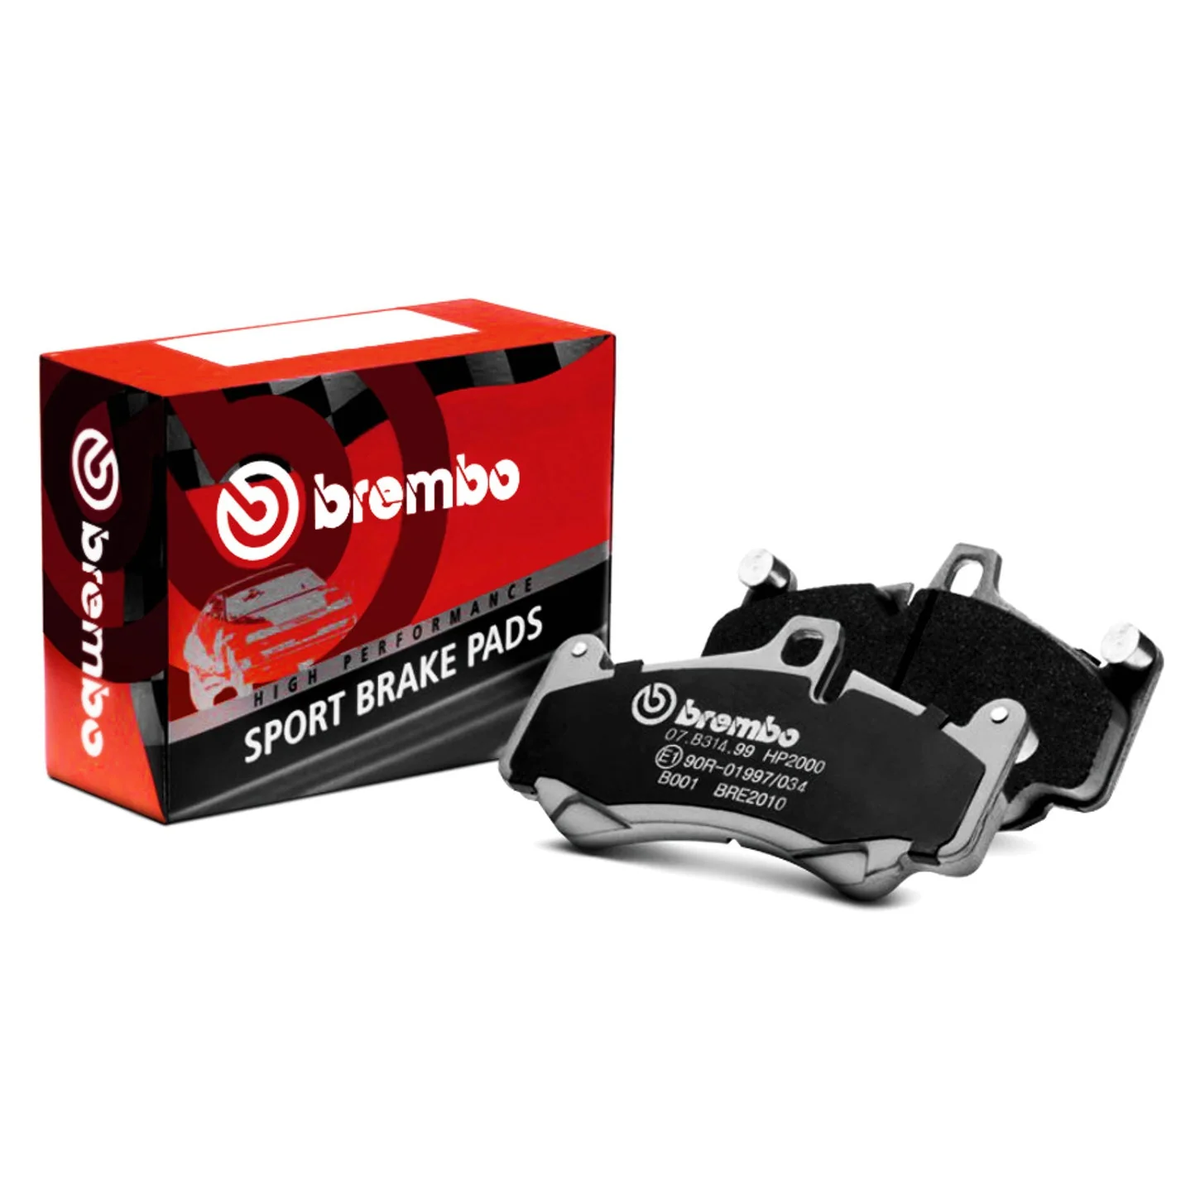 brembo
brembo
HIGH PERFORMANCE
SPORT BRAKE PADS
brembo
07.B314.99 HP2000
E1 90R-01997/034
B001 BRE2010